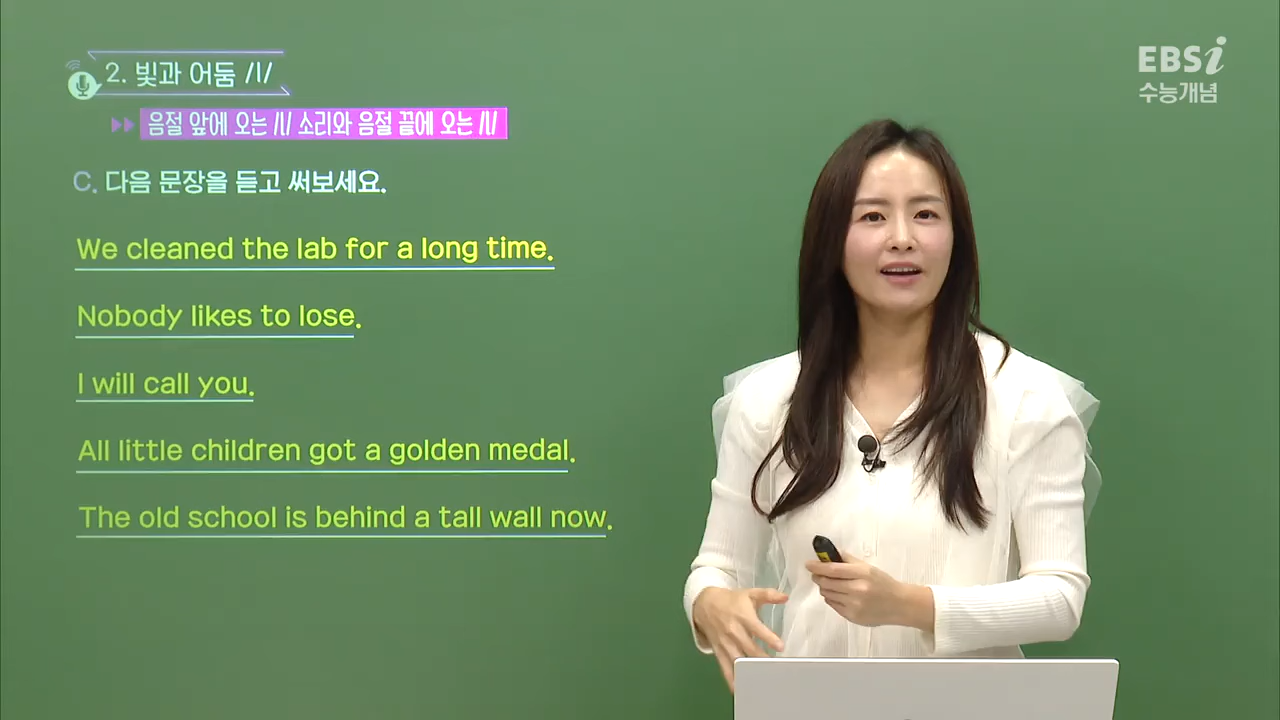 2. 빛과 어둠 /l/
음절 앞에 오는 /l/ 소리와 음절 끝에 오는 /l/
C. 다음 문장을 듣고 써보세요.
We cleaned the lab for a long time.
Nobody likes to lose.
I will call you.
All little children got a golden medal.
The old school is behind a tall wall now.
EBSi
수능개념